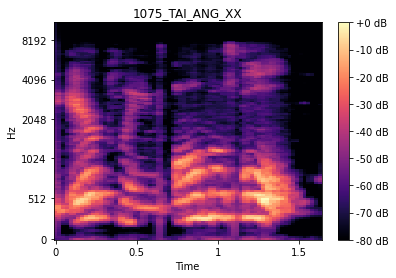 1075_TAI_ANG_XX
8192
4096
2048
1024
512
0
Hz
0
0.5
1
1.5
Time
+0 dB
-10 dB
-20 dB
-30 dB
-40 dB
-50 dB
-60 dB
-70 dB
-80 dB